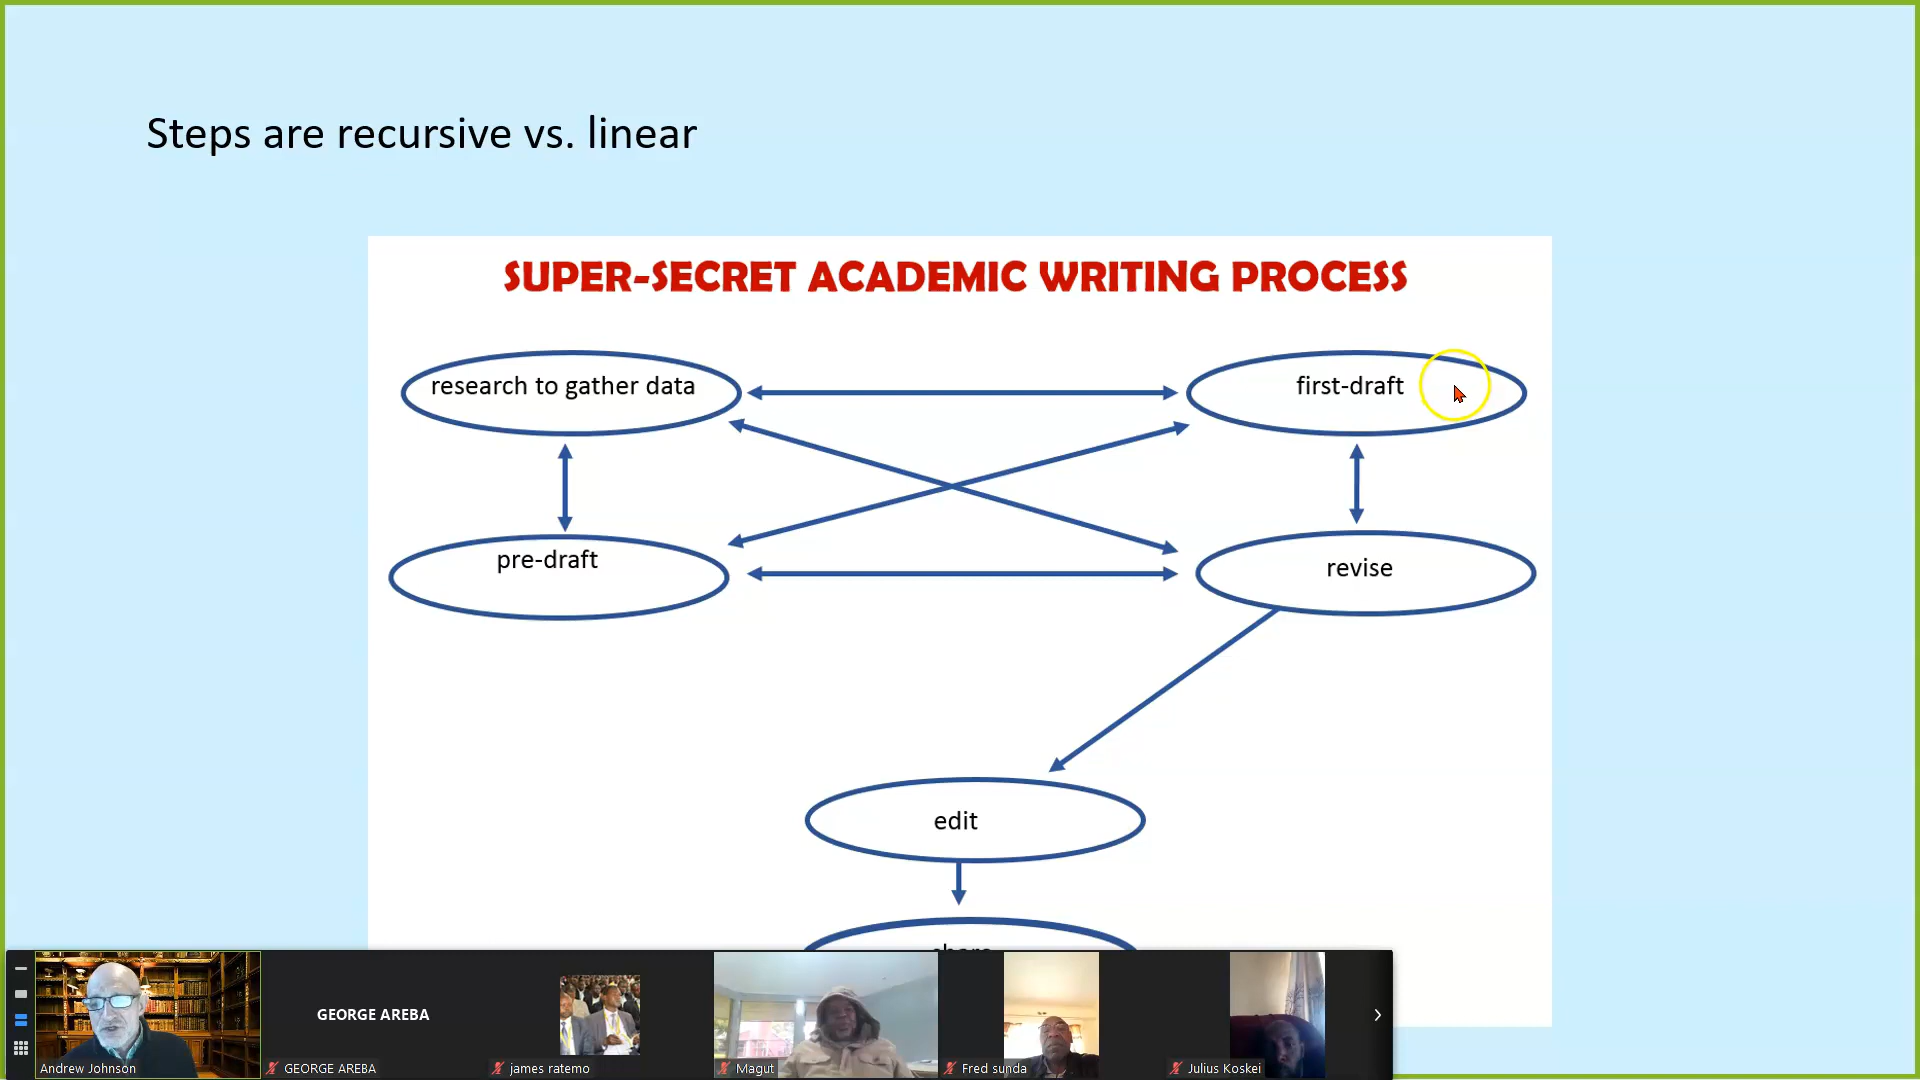 Steps are recursive vs. linear
SUPER-SECRET ACADEMIC WRITING PROCESS
research to gather data
first-draft
pre-draft
revise
edit
GEORGE AREBA
Andrew Johnson
GEORGE AREBA
james ratemo
Magut
Fred sunda
Julius Koskei